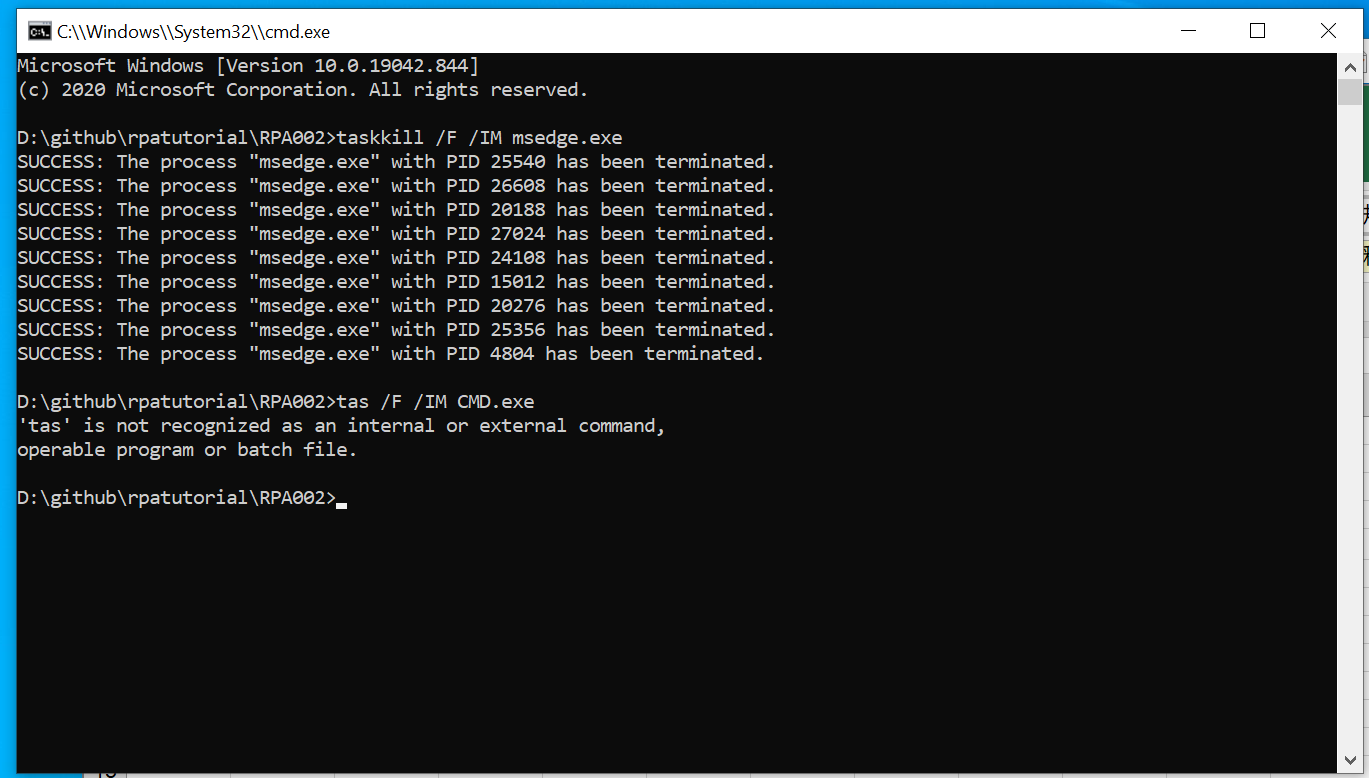 C:\\Windows\\System32\\cmd.exe
Microsoft Windows [Version 10.0.19042.844]
(c) 2020 Microsoft Corporation. All rights reserved.
D:\github\rpatutorial\RPA002>taskkill /F /IM msedge.exe
SUCCESS: The process "msedge.exe" with PID 25540 has been terminated.
SUCCESS: The process "msedge.exe" with PID 26608 has been terminated.
SUCCESS: The process "msedge.exe" with PID 20188 has been terminated.
SUCCESS: The process "msedge.exe" with PID 27024 has been terminated.
SUCCESS: The process "msedge.exe" with PID 24108 has been terminated.
SUCCESS: The process "msedge.exe" with PID 15012 has been terminated.
SUCCESS: The process "msedge.exe" with PID 20276 has been terminated.
SUCCESS: The process "msedge.exe" with PID 25356 has been terminated.
SUCCESS: The process "msedge.exe" with PID 4804 has been terminated.
D:\github\rpatutorial\RPA002>tas /F /IM CMD.exe
'tas' is not recognized as an internal or external command,
operable program or batch file.
D:\github\rpatutorial\RPA002>